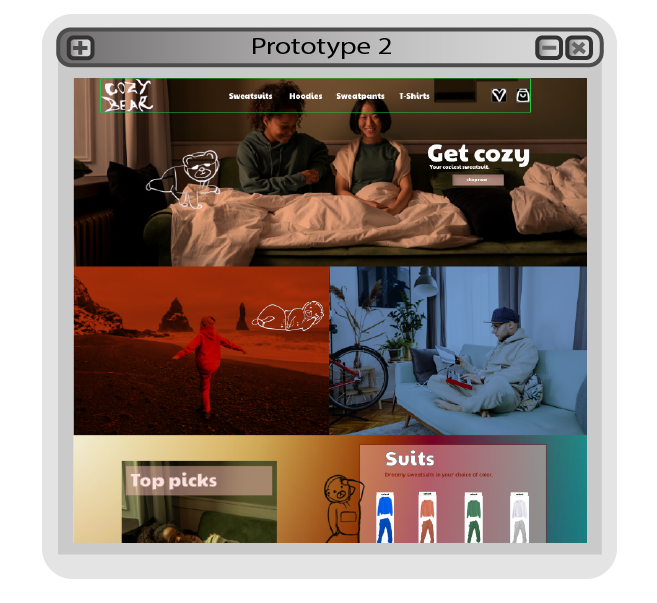 Prototype 2
COZY
BEAR
Sweatsuits Hoodies Sweatpants T-Shirts
Get cozy
Your coziest sweatsuit.
shop now
Top picks
Suits
Dreamy sweatsuits in your choice of color.